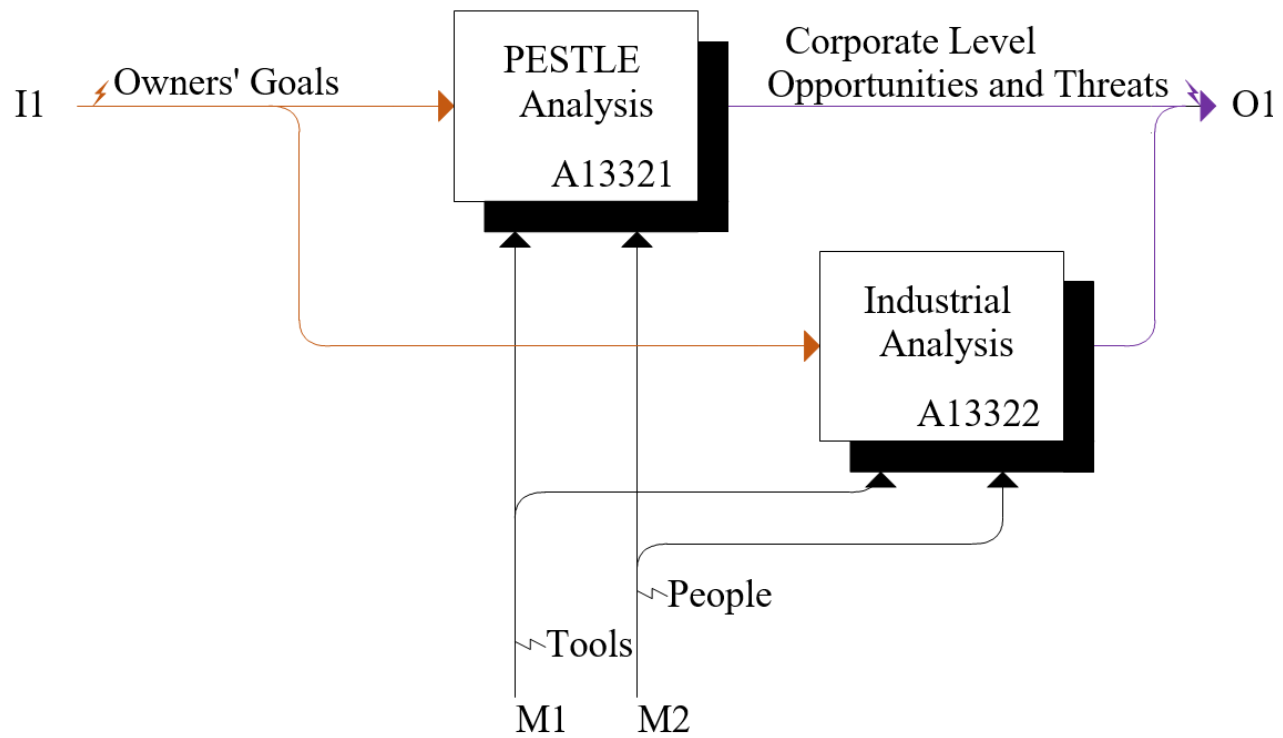 I1
Owners' Goals
PESTLE
Analysis
A13321
Corporate Level
Opportunities and Threats
O1
Industrial
Analysis
A13322
People
Tools
M1
M2